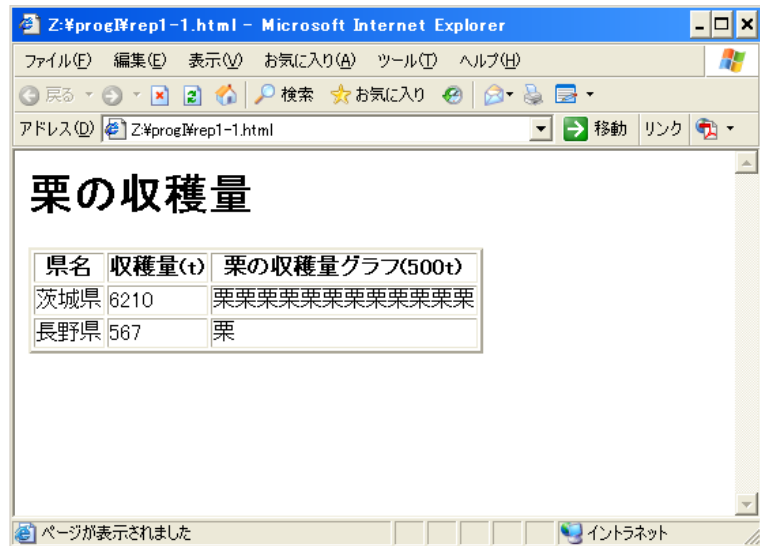 Z:¥progI¥rep1-1.html - Microsoft Internet Explorer
ファイル(F) 編集(E) 表示(V) お気に入り(A) ツール(T) ヘルプ(H)
戻る 検索 お気に入り
アドレス(D) Z:¥progI¥rep1-1.html 移動 リンク
栗の収穫量
県名 収穫量(t) 栗の収穫量グラフ(500t)
茨城県 6210 栗栗栗栗栗栗栗栗栗栗栗栗
長野県 567 栗
ページが表示されました イントラネット